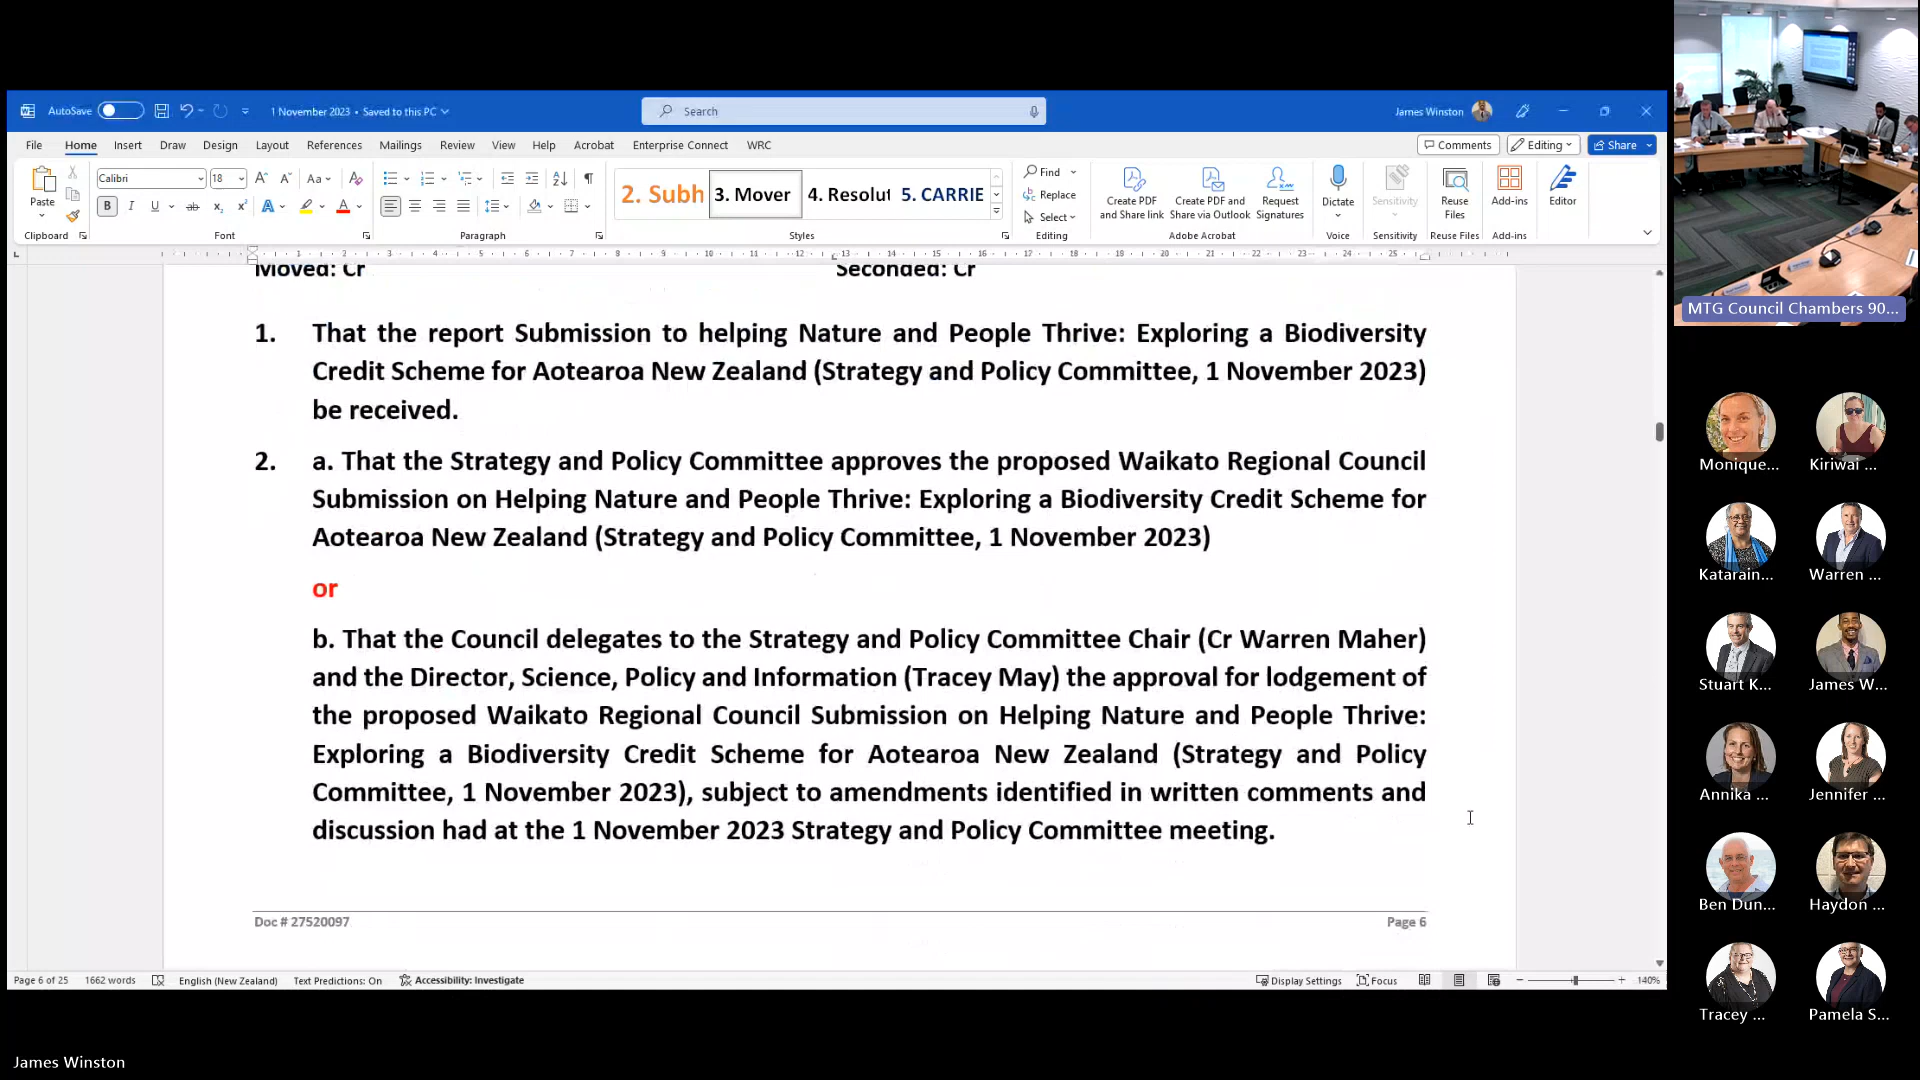 AutoSave
1 November 2023 • Saved to this PC
Search
James Winston
File Home Insert Draw Design Layout References Mailings Review View Help Acrobat Enterprise Connect WRC
Comments Editing Share
Paste
Calibri 18
2. Subh 3. Mover 4. Resolut 5. CARRIE
Find
Replace
Select
Create PDF and Share link
Create PDF and Share via Outlook
Request Signatures
Dictate
Sensitivity
Reuse Files
Add-ins
Editor
Clipboard Font Paragraph Styles Editing Adobe Acrobat Voice Sensitivity Reuse Files Add-ins
Moved: Cr Seconded: Cr
1. That the report Submission to helping Nature and People Thrive: Exploring a Biodiversity
Credit Scheme for Aotearoa New Zealand (Strategy and Policy Committee, 1 November 2023)
be received.
2. a. That the Strategy and Policy Committee approves the proposed Waikato Regional Council
Submission on Helping Nature and People Thrive: Exploring a Biodiversity Credit Scheme for
Aotearoa New Zealand (Strategy and Policy Committee, 1 November 2023)
or
b. That the Council delegates to the Strategy and Policy Committee Chair (Cr Warren Maher)
and the Director, Science, Policy and Information (Tracey May) the approval for lodgement of
the proposed Waikato Regional Council Submission on Helping Nature and People Thrive:
Exploring a Biodiversity Credit Scheme for Aotearoa New Zealand (Strategy and Policy
Committee, 1 November 2023), subject to amendments identified in written comments and
discussion had at the 1 November 2023 Strategy and Policy Committee meeting.
Doc # 27520097 Page 6
Page 6 of 25 1662 words English (New Zealand) Text Predictions: On Accessibility: Investigate Display Settings Focus 140%
James Winston
MTG Council Chambers 90...
Monique... Kiriwai ...
Katarain... Warren ...
Stuart K... James W...
Annika ... Jennifer ...
Ben Dun... Haydon ...
Tracey ... Pamela S...